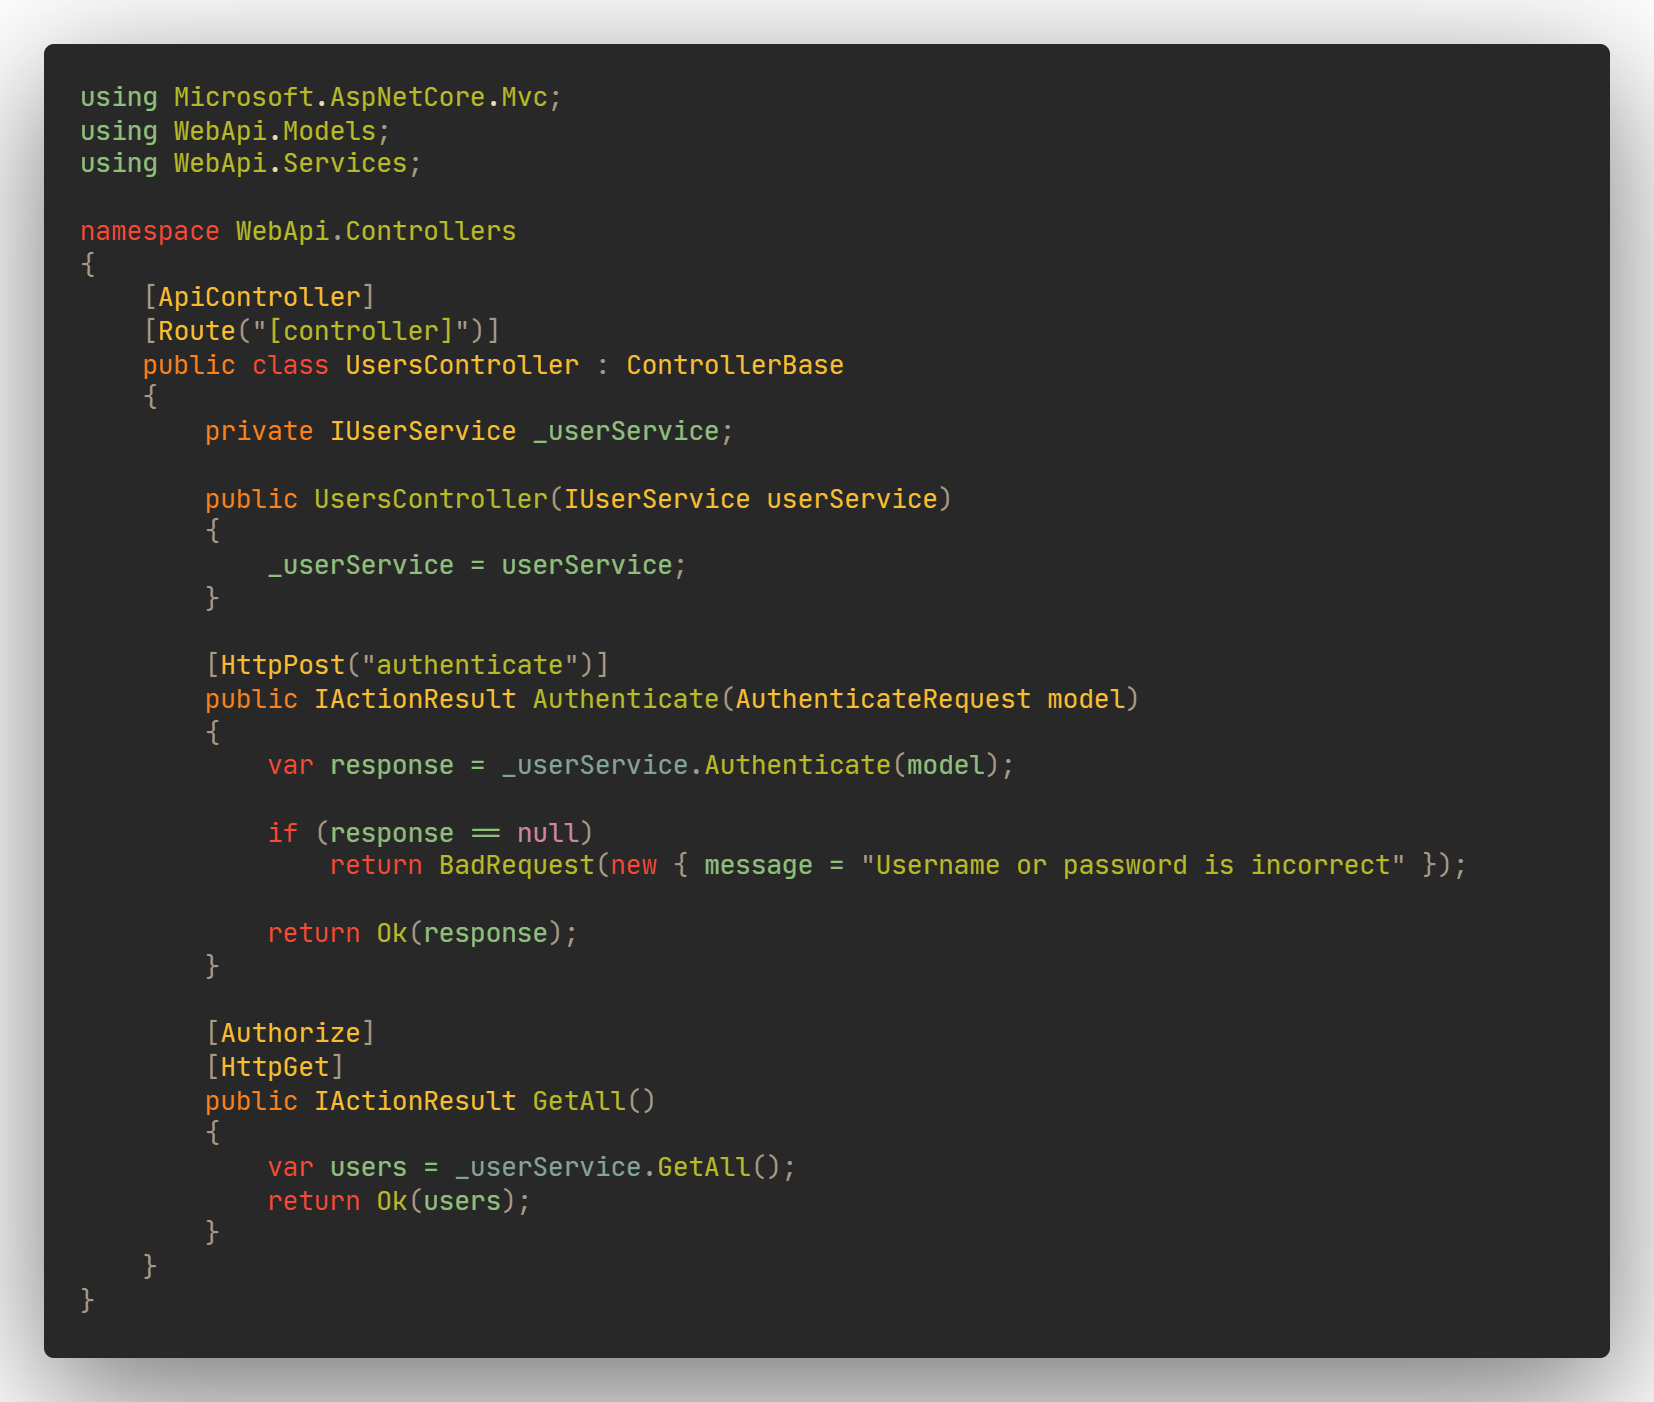 using Microsoft.AspNetCore.Mvc;
using WebApi.Models;
using WebApi.Services;

namespace WebApi.Controllers
{
    [ApiController]
    [Route("[controller]")]
    public class UsersController : ControllerBase
    {
        private IUserService _userService;

        public UsersController(IUserService userService)
        {
            _userService = userService;
        }

        [HttpPost("authenticate")]
        public IActionResult Authenticate(AuthenticateRequest model)
        {
            var response = _userService.Authenticate(model);

            if (response == null)
                return BadRequest(new { message = "Username or password is incorrect" });

            return Ok(response);
        }

        [Authorize]
        [HttpGet]
        public IActionResult GetAll()
        {
            var users = _userService.GetAll();
            return Ok(users);
        }
    }
}